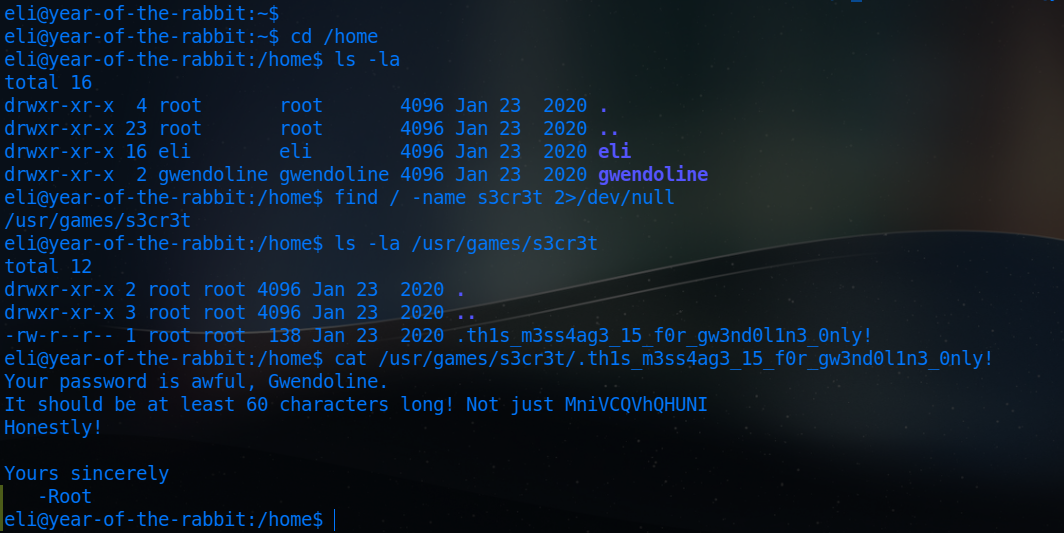 eli@year-of-the-rabbit:~$
eli@year-of-the-rabbit:~$ cd /home
eli@year-of-the-rabbit:/home$ ls -la
total 16
drwxr-xr-x  4 root       root       4096 Jan 23  2020 .
drwxr-xr-x 23 root       root       4096 Jan 23  2020 ..
drwxr-xr-x 16 eli        eli        4096 Jan 23  2020 eli
drwxr-xr-x  2 gwendoline gwendoline 4096 Jan 23  2020 gwendoline
eli@year-of-the-rabbit:/home$ find / -name s3cr3t 2>/dev/null
/usr/games/s3cr3t
eli@year-of-the-rabbit:/home$ ls -la /usr/games/s3cr3t
total 12
drwxr-xr-x 2 root root 4096 Jan 23  2020 .
drwxr-xr-x 3 root root 4096 Jan 23  2020 ..
-rw-r--r-- 1 root root  138 Jan 23  2020 .th1s_m3ss4ag3_15_f0r_gw3nd0l1n3_0nly!
eli@year-of-the-rabbit:/home$ cat /usr/games/s3cr3t/.th1s_m3ss4ag3_15_f0r_gw3nd0l1n3_0nly!
Your password is awful, Gwendoline.
It should be at least 60 characters long! Not just MniVCQVhQHUNI
Honestly!

Yours sincerely
   -Root
eli@year-of-the-rabbit:/home$